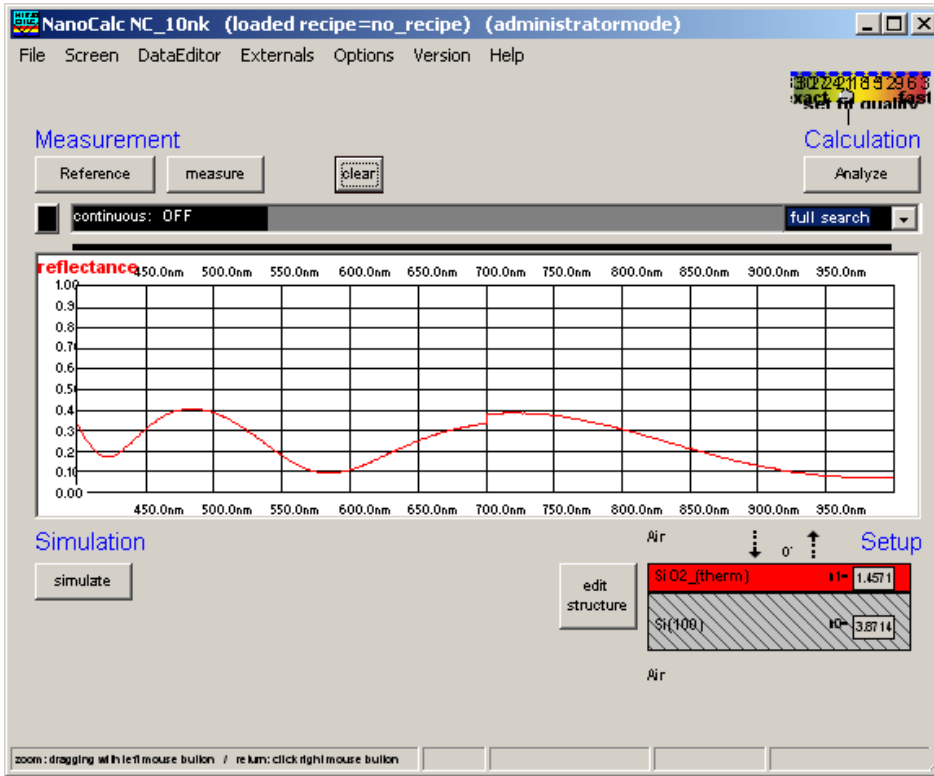 NanoCalc NC_10nk (loaded recipe=no_recipe) (administratormode)
File Screen DataEditor Externals Options Version Help
set fit quality
Measurement
Calculation
Reference measure clear Analyze
continuous: OFF full search
reflectance 450.0nm 500.0nm 550.0nm 600.0nm 650.0nm 700.0nm 750.0nm 800.0nm 850.0nm 900.0nm 950.0nm
1.00
0.9
0.8
0.7
0.6
0.5
0.4
0.3
0.2
0.10
0.00
450.0nm 500.0nm 550.0nm 600.0nm 650.0nm 700.0nm 750.0nm 800.0nm 850.0nm 900.0nm 950.0nm
Simulation
Air
Setup
simulate
edit
structure
SiO2_(therm) 1.4571
Si(100) 3.8714
Air
zoom: dragging with left mouse button / return: click right mouse button